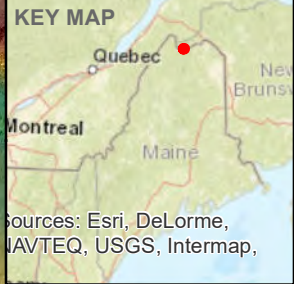 KEY MAP
Quebec
New
Brunsw
Montreal
Maine
Sources: Esri, DeLorme,
NAVTEQ, USGS, Intermap,